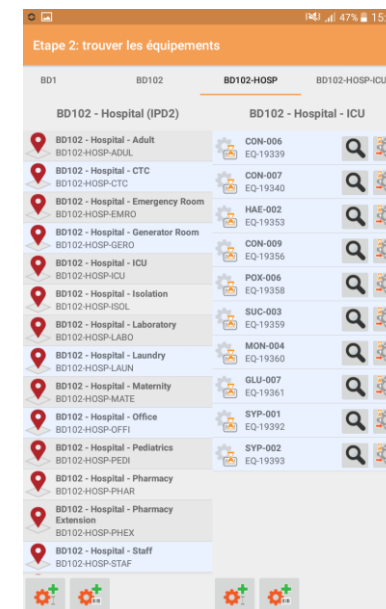 47% 15:
Etape 2: trouver les équipements
BD1 BD102 BD102-HOSP BD102-HOSP-ICU
BD102 - Hospital (IPD2)
BD102 - Hospital - Adult
BD102-HOSP-ADUL
BD102 - Hospital - CTC
BD102-HOSP-CTC
BD102 - Hospital - Emergency Room
BD102-HOSP-EMRO
BD102 - Hospital - Generator Room
BD102-HOSP-GERO
BD102 - Hospital - ICU
BD102-HOSP-ICU
BD102 - Hospital - Isolation
BD102-HOSP-ISOL
BD102 - Hospital - Laboratory
BD102-HOSP-LABO
BD102 - Hospital - Laundry
BD102-HOSP-LAUN
BD102 - Hospital - Maternity
BD102-HOSP-MATE
BD102 - Hospital - Office
BD102-HOSP-OFFI
BD102 - Hospital - Pediatrics
BD102-HOSP-PEDI
BD102 - Hospital - Pharmacy
BD102-HOSP-PHAR
BD102 - Hospital - Pharmacy
Extension
BD102-HOSP-PHEX
BD102 - Hospital - Staff
BD102-HOSP-STAF
BD102 - Hospital - ICU
CON-006
EQ-19339
CON-007
EQ-19340
HAE-002
EQ-19353
CON-009
EQ-19356
POX-006
EQ-19358
SUC-003
EQ-19359
MON-004
EQ-19360
GLU-007
EQ-19361
SYP-001
EQ-19392
SYP-002
EQ-19393